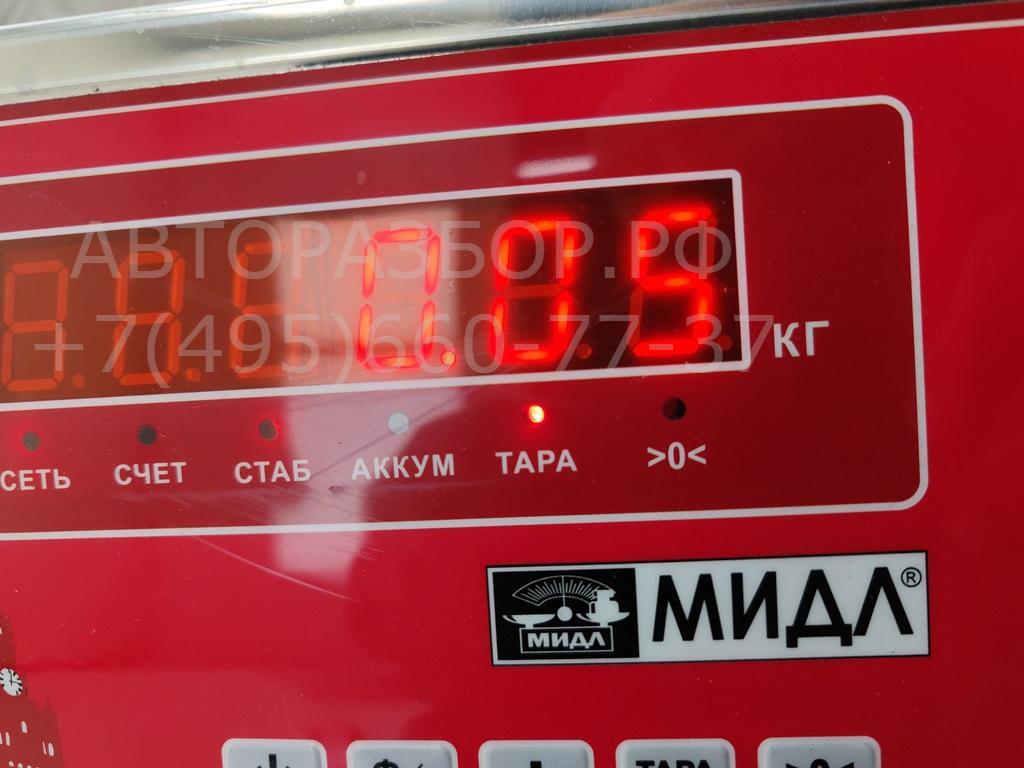 АВТОРАЗБОР.РФ
+7(495)660-77-37
0.05
КГ
СЕТЬ СЧЕТ СТАБ АККУМ ТАРА >0<
МИДЛ МИДЛ®
ТАРА >0<